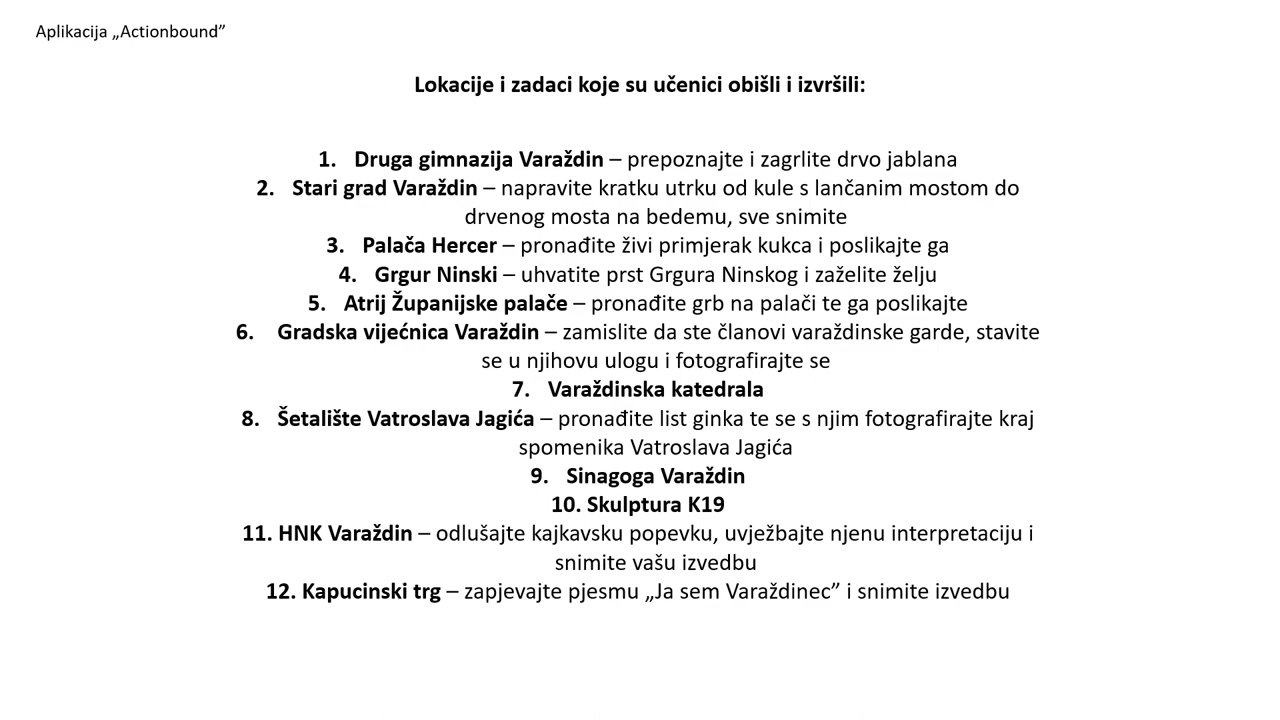 Aplikacija „Actionbound”
Lokacije i zadaci koje su učenici obišli i izvršili:
1. Druga gimnazija Varaždin – prepoznajte i zagrlite drvo jablana
2. Stari grad Varaždin – napravite kratku utrku od kule s lančanim mostom do
drvenog mosta na bedemu, sve snimite
3. Palača Hercer – pronađite živi primjerak kukca i poslikajte ga
4. Grgur Ninski – uhvatite prst Grgura Ninskog i zaželite želju
5. Atrij Županijske palače – pronađite grb na palači te ga poslikajte
6. Gradska vijećnica Varaždin – zamislite da ste članovi varaždinske garde, stavite
se u njihovu ulogu i fotografirajte se
7. Varaždinska katedrala
8. Šetalište Vatroslava Jagića – pronađite list ginka te se s njim fotografirajte kraj
spomenika Vatroslava Jagića
9. Sinagoga Varaždin
10. Skulptura K19
11. HNK Varaždin – odlušajte kajkavsku popevku, uvježbajte njenu interpretaciju i
snimite vašu izvedbu
12. Kapucinski trg – zapjevajte pjesmu „Ja sem Varaždinec” i snimite izvedbu